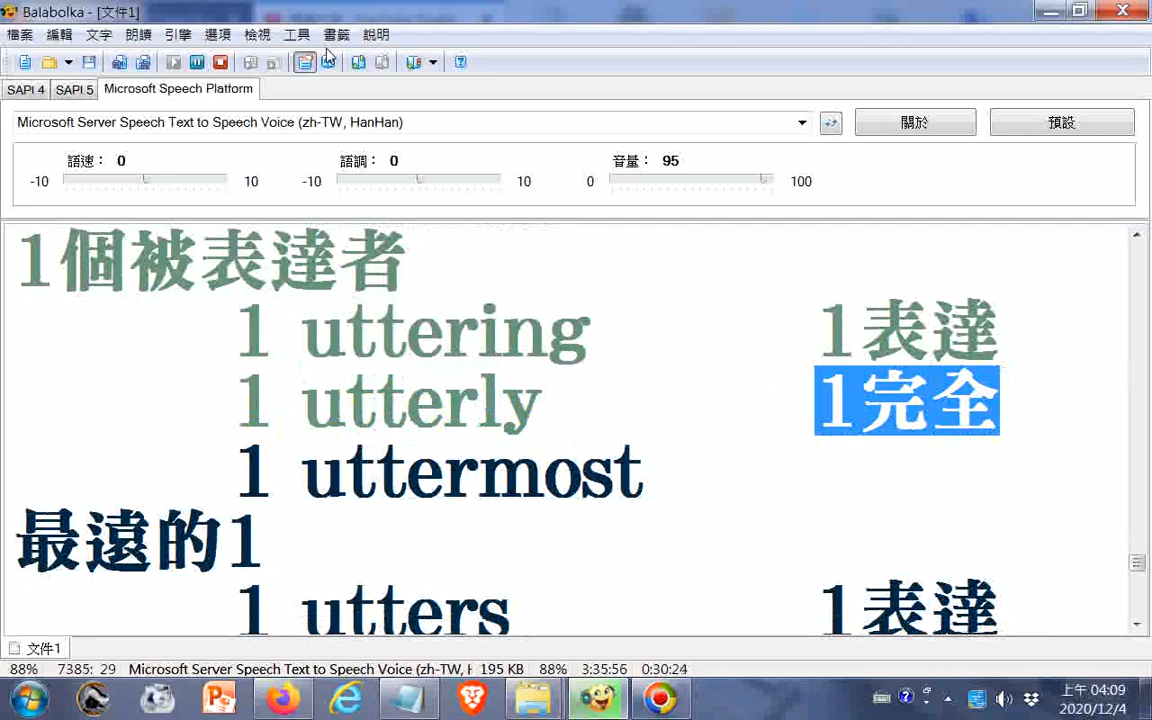 Balabolka - [文件1]
檔案 編輯 文字 朗讀 引擎 選項 檢視 工具 書籤 說明
SAPI 4 SAPI 5 Microsoft Speech Platform
Microsoft Server Speech Text to Speech Voice (zh-TW, HanHan) 關於 預設
語速： 0 語調： 0 音量： 95
-10 10 -10 10 0 100
1個被表達者
1 uttering 1表達
1 utterly 1完全
1 uttermost
最遠的1
1 utters 1表達
文件1
88% 7385: 29 Microsoft Server Speech Text to Speech Voice (zh-TW, H 195 KB 88% 3:35:56 0:30:24
上午 04:09
2020/12/4